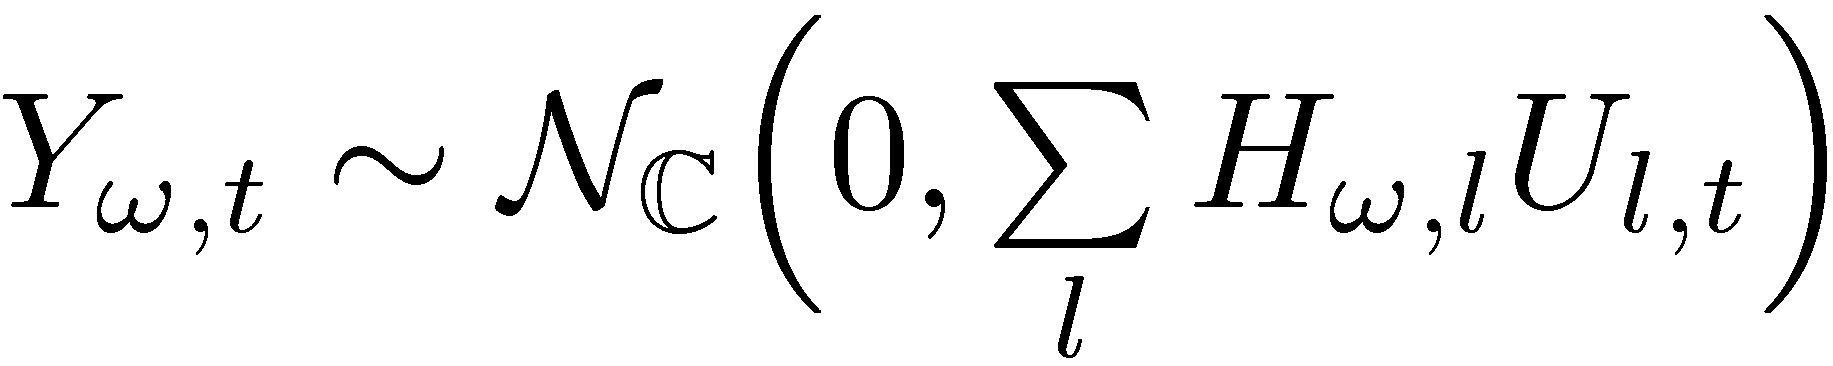 Y_{ω,t} ∼ 𝒩_ℂ(0, ∑_l H_{ω,l} U_{l,t})